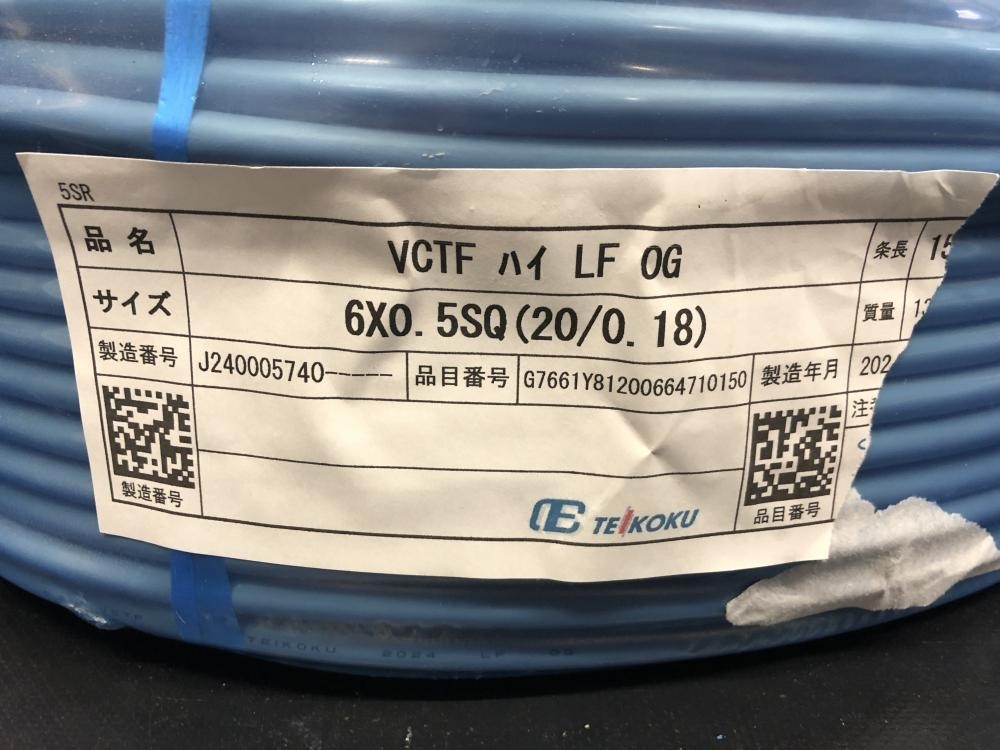 5SR
品名 VCTF ハイ LF OG 条長 15
サイズ 6X0.5SQ(20/0.18) 質量 13
製造番号 J240005740----- 品目番号 G7661Y81200664710150 製造年月 202
製造番号
品目番号
TEIKOKU
TEIKOKU 2024 LF OG